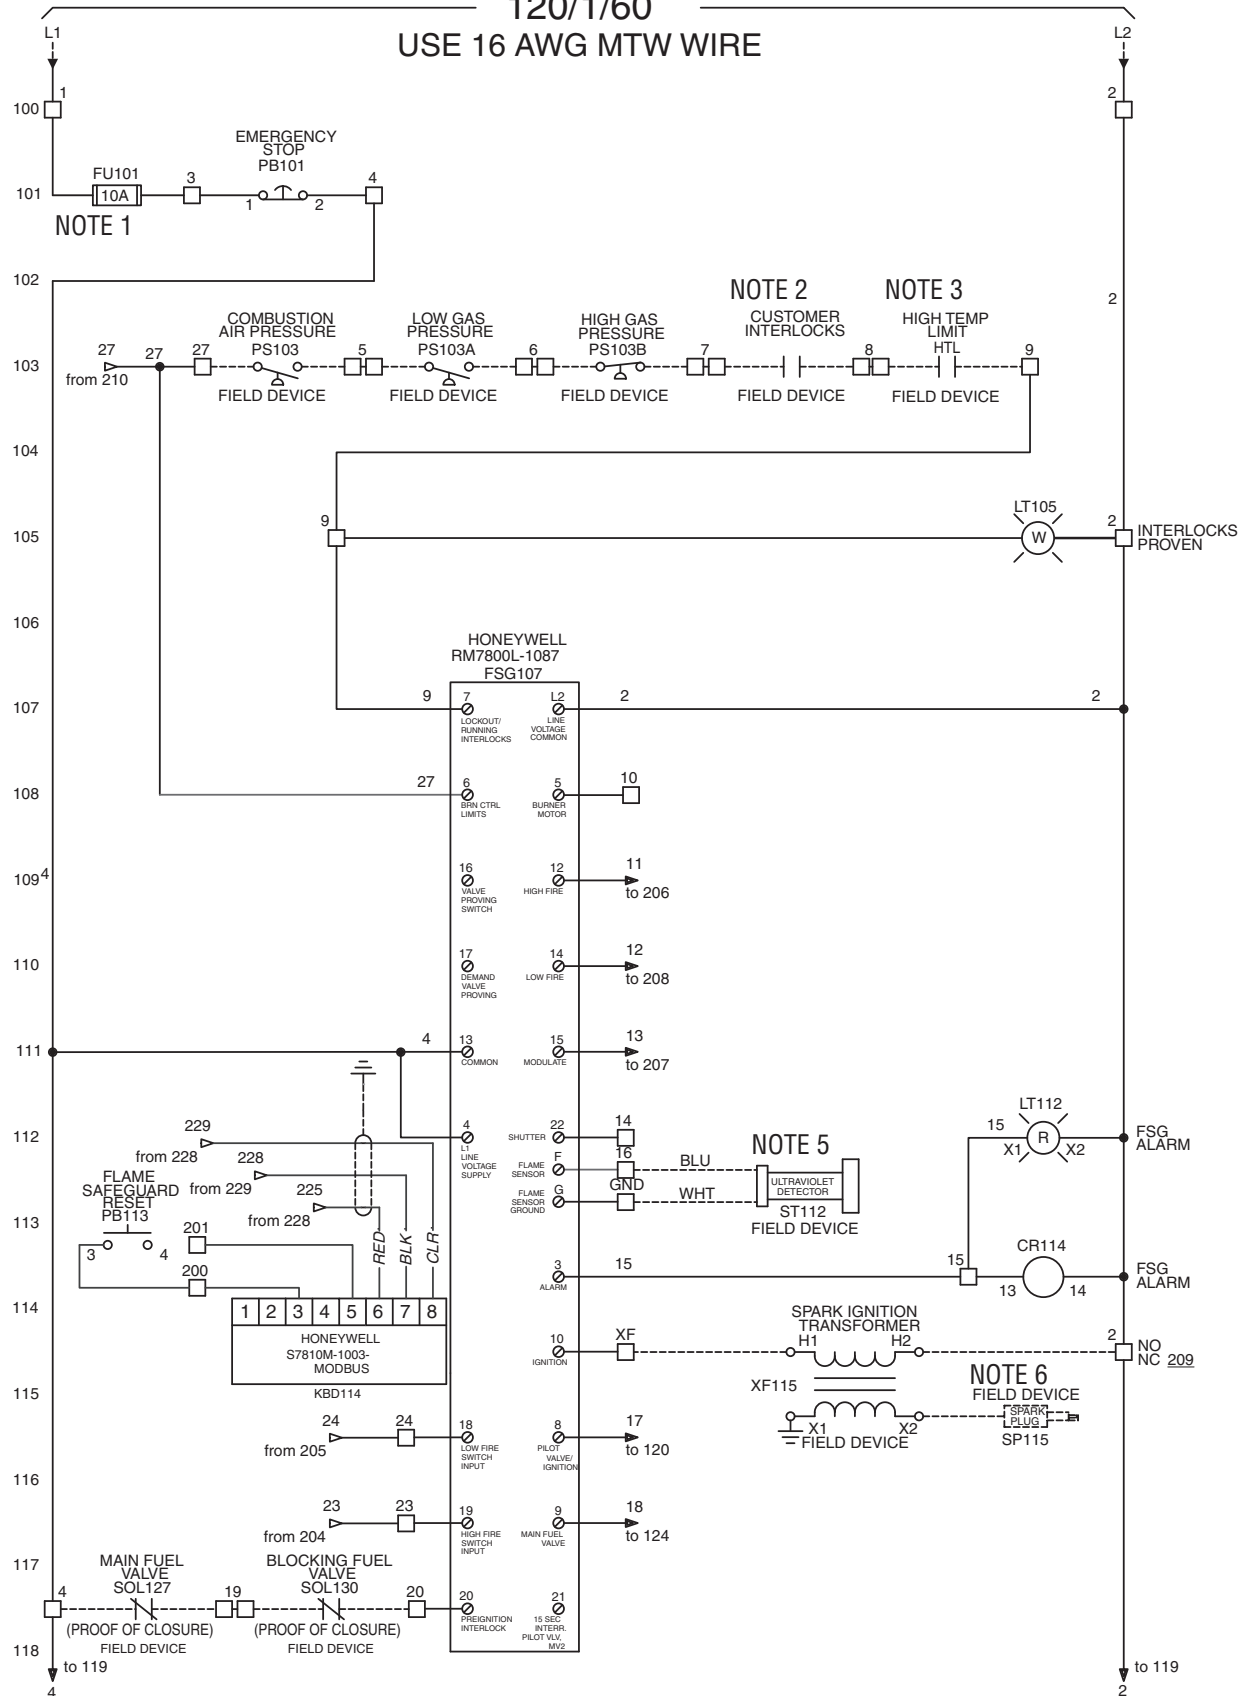 120/1/60
USE 16 AWG MTW WIRE
L1
L2
100
1
2
EMERGENCY
STOP
PB101
FU101
101
10A
3
1
2
4
NOTE 1
102
2
NOTE 2
NOTE 3
COMBUSTION
AIR PRESSURE
PS103
LOW GAS
PRESSURE
PS103A
HIGH GAS
PRESSURE
PS103B
CUSTOMER
INTERLOCKS
HIGH TEMP
LIMIT
HTL
103
27
27
27
5
6
7
8
9
from 210
FIELD DEVICE
FIELD DEVICE
FIELD DEVICE
FIELD DEVICE
FIELD DEVICE
104
LT105
105
9
W
2
INTERLOCKS
PROVEN
106
HONEYWELL
RM7800L-1087
FSG107
107
9
7
LOCKOUT/
RUNNING
INTERLOCKS
L2
LINE
VOLTAGE
COMMON
2
2
108
27
6
BRN CTRL
LIMITS
5
BURNER
MOTOR
10
109
4
16
VALVE
PROVING
SWITCH
12
HIGH FIRE
11
to 206
110
17
DEMAND
VALVE
PROVING
14
LOW FIRE
12
to 208
111
4
13
COMMON
15
MODULATE
13
to 207
112
4
L1
LINE
VOLTAGE
SUPPLY
22
SHUTTER
14
F
FLAME
SENSOR
16
BLU
G
FLAME
SENSOR
GROUND
GND
WHT
NOTE 5
ULTRAVIOLET
DETECTOR
ST112
FIELD DEVICE
LT112
15
R
X1
X2
FSG
ALARM
229
from 228
228
from 229
225
from 228
FLAME
SAFEGUARD
RESET
PB113
113
3
4
201
200
RED
BLK
CLR
3
ALARM
15
15
CR114
13
14
FSG
ALARM
114
1 2 3 4 5 6 7 8
HONEYWELL
S7810M-1003-
MODBUS
KBD114
10
IGNITION
XF
SPARK IGNITION
TRANSFORMER
H1
H2
XF115
X1
X2
FIELD DEVICE
2
NO
NC 209
NOTE 6
FIELD DEVICE
SPARK
PLUG
SP115
115
24
from 205
24
18
LOW FIRE
SWITCH
INPUT
8
PILOT
VALVE/
IGNITION
17
to 120
116
23
from 204
23
19
HIGH FIRE
SWITCH
INPUT
9
MAIN FUEL
VALVE
18
to 124
117
MAIN FUEL
VALVE
SOL127
BLOCKING FUEL
VALVE
SOL130
4
19
20
(PROOF OF CLOSURE)
FIELD DEVICE
(PROOF OF CLOSURE)
FIELD DEVICE
20
PREIGNITION
INTERLOCK
21
15 SEC
INTERR.
PILOT VLV,
MV2
118
to 119
4
to 119
2